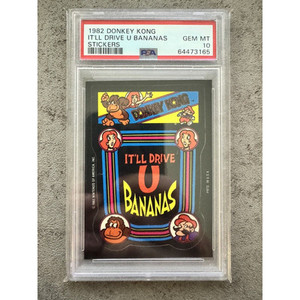 1982 DONKEY KONG
IT'LL DRIVE U BANANAS GEM MT
STICKERS 10
PSA 64473165
DONKEY KONG
IT'LL DRIVE
U
BANANAS